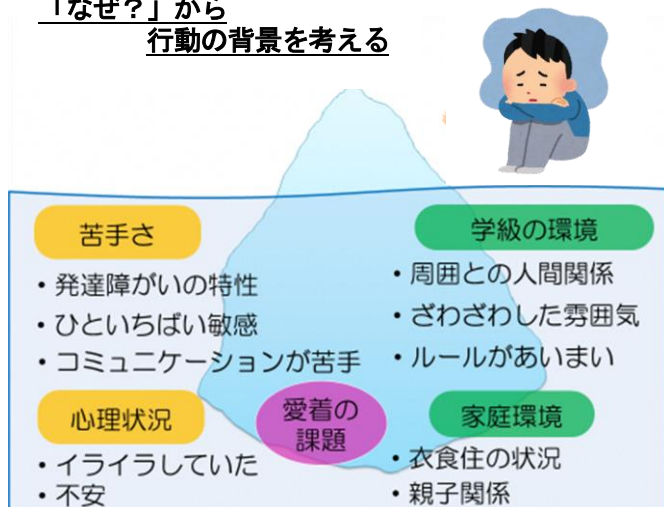 「なぜ？」から
行動の背景を考える
苦手さ
・発達障がいの特性
・ひといちばい敏感
・コミュニケーションが苦手
学級の環境
・周囲との人間関係
・ざわざわした雰囲気
・ルールがあいまい
心理状況
・イライラしていた
・不安
愛着の
課題
家庭環境
・衣食住の状況
・親子関係